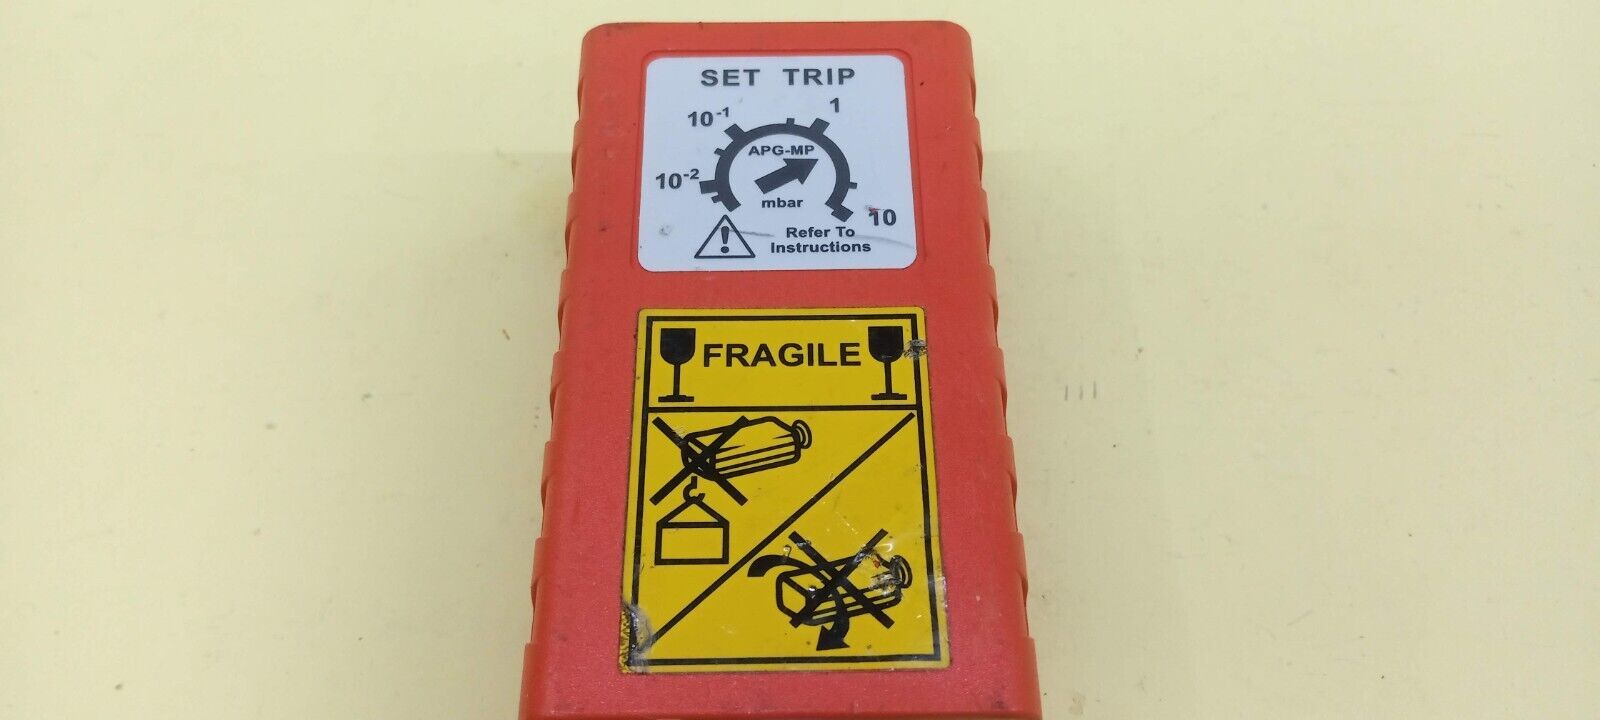 SET TRIP
10⁻¹
1
APG-MP
10⁻²
mbar
10
Refer To
Instructions
FRAGILE